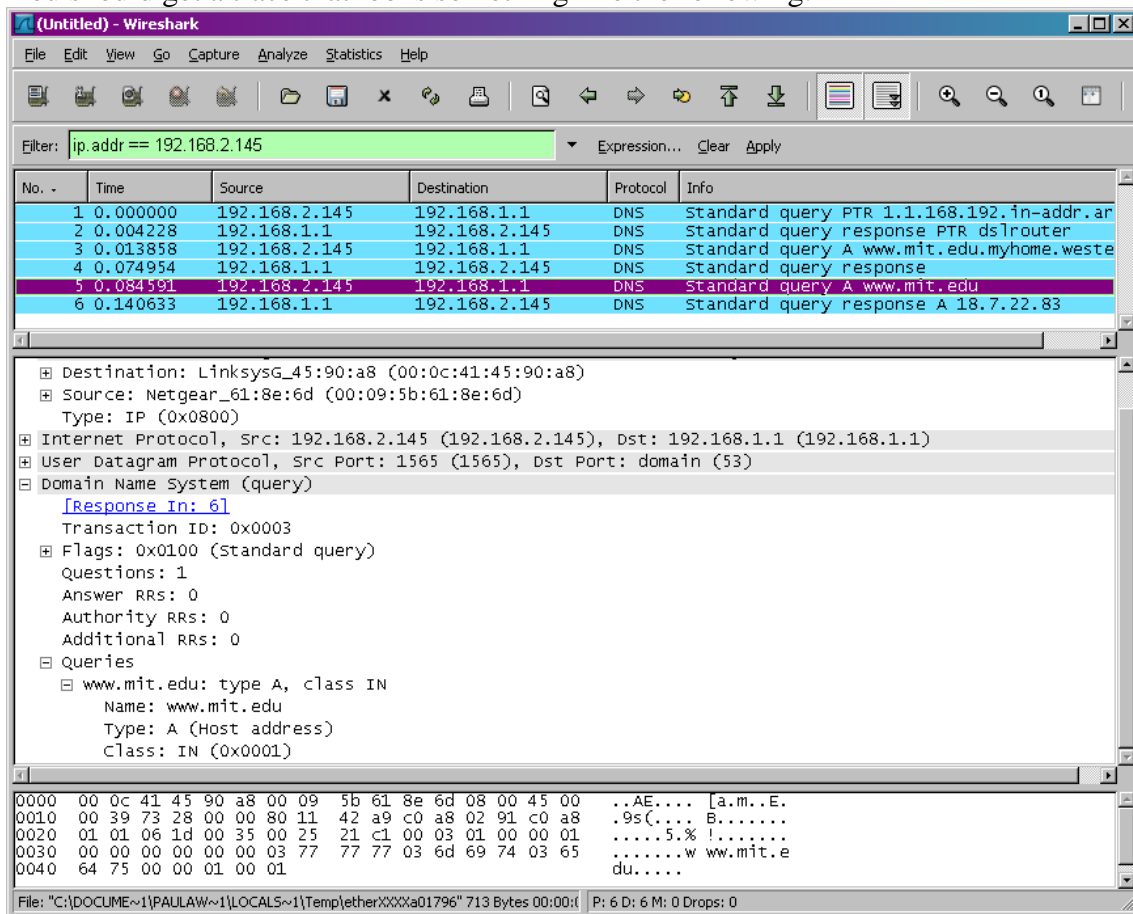 (Untitled) - Wireshark
File Edit View Go Capture Analyze Statistics Help
Filter: ip.addr == 192.168.2.145 Expression... Clear Apply
No. Time Source Destination Protocol Info
1 0.000000 192.168.2.145 192.168.1.1 DNS Standard query PTR 1.1.168.192.in-addr.ar
2 0.004228 192.168.1.1 192.168.2.145 DNS Standard query response PTR dslrouter
3 0.013858 192.168.2.145 192.168.1.1 DNS Standard query A www.mit.edu.myhome.weste
4 0.074954 192.168.1.1 192.168.2.145 DNS Standard query response
5 0.084591 192.168.2.145 192.168.1.1 DNS Standard query A www.mit.edu
6 0.140633 192.168.1.1 192.168.2.145 DNS Standard query response A 18.7.22.83
Destination: LinksysG_45:90:a8 (00:0c:41:45:90:a8)
Source: Netgear_61:8e:6d (00:09:5b:61:8e:6d)
Type: IP (0x0800)
Internet Protocol, Src: 192.168.2.145 (192.168.2.145), Dst: 192.168.1.1 (192.168.1.1)
User Datagram Protocol, Src Port: 1565 (1565), Dst Port: domain (53)
Domain Name System (query)
[Response In: 6]
Transaction ID: 0x0003
Flags: 0x0100 (Standard query)
Questions: 1
Answer RRs: 0
Authority RRs: 0
Additional RRs: 0
Queries
www.mit.edu: type A, class IN
Name: www.mit.edu
Type: A (Host address)
Class: IN (0x0001)
0000 00 0c 41 45 90 a8 00 09 5b 61 8e 6d 08 00 45 00 ..AE.... [a.m..E.
0010 00 39 73 28 00 00 80 11 42 a9 c0 a8 02 91 c0 a8 .9s(.... B.......
0020 01 01 06 1d 00 35 00 25 21 c1 00 03 01 00 00 01 .....5.% !.......
0030 00 00 00 00 00 00 03 77 77 77 03 6d 69 74 03 65 .......w ww.mit.e
0040 64 75 00 00 01 00 01 du.....
File: "C:\DOCUME~1\PAULAW~1\LOCALS~1\Temp\etherXXXXa01796" 713 Bytes 00:00:( P: 6 D: 6 M: 0 Drops: 0